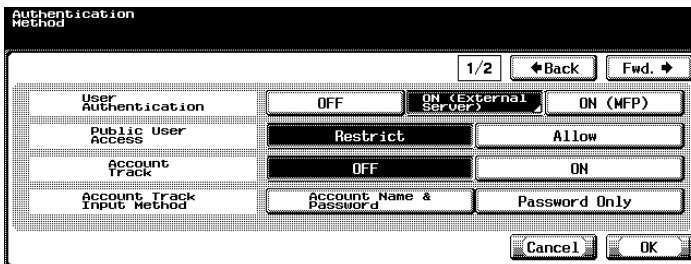 Authentication
Method
1/2 ←Back Fwd. →
User
Authentication
OFF
ON (External
Server)
ON (MFP)
Public User
Access
Restrict
Allow
Account
Track
OFF
ON
Account Track
Input Method
Account Name &
Password
Password Only
Cancel OK